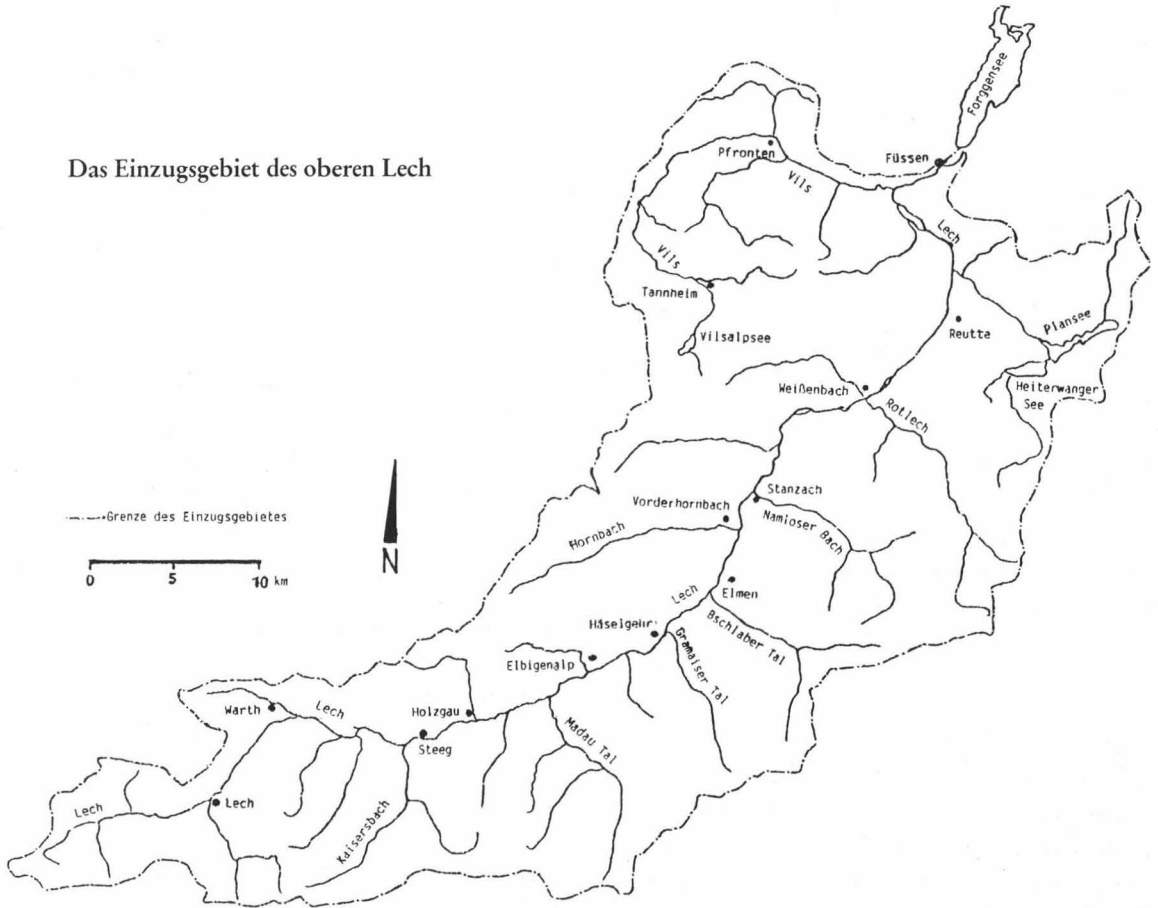 Das Einzugsgebiet des oberen Lech
Forggensee
Pfronten
Füssen
Vils
Lech
Vils
Tannheim
Reutte
Plansee
Vilsalpsee
Heiterwanger
See
Weißenbach
Rotlech
Stanzach
Vorderhornbach
Namloser Bach
Hornbach
Grenze des Einzugsgebietes
N
0 5 10 km
Elmen
Lech
Häselgehr
Bschlaber Tal
Gramaiser Tal
Elbigenalp
Warth
Lech
Holzgau
Steeg
Madau Tal
Lech
Lech
Kaisersbach